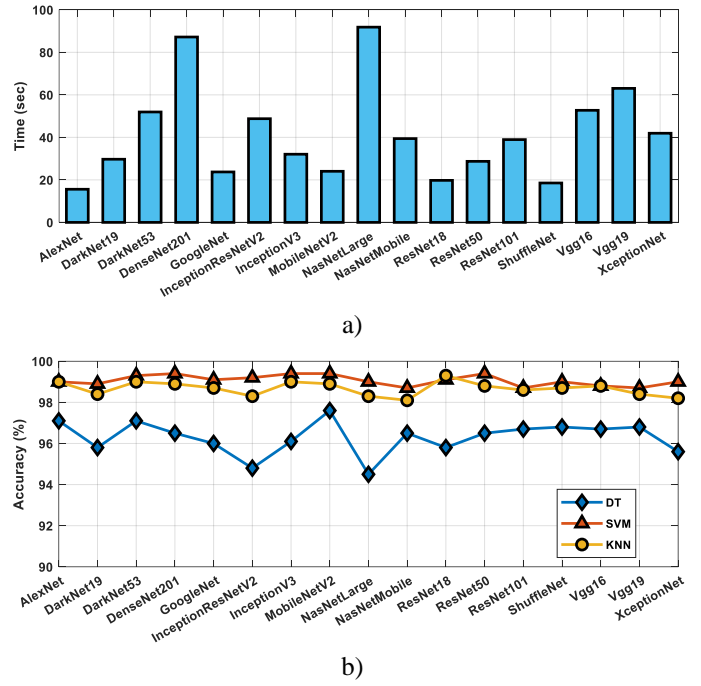 100
80
60
40
20
0
Time (sec)
AlexNet
DarkNet19
DarkNet53
DenseNet201
GoogleNet
InceptionResNetV2
InceptionV3
MobileNetV2
NasNetLarge
NasNetMobile
ResNet18
ResNet50
ResNet101
ShuffleNet
Vgg16
Vgg19
XceptionNet
a)
100
98
96
94
92
90
Accuracy (%)
DT
SVM
KNN
AlexNet
DarkNet19
DarkNet53
DenseNet201
GoogleNet
InceptionResNetV2
InceptionV3
MobileNetV2
NasNetLarge
NasNetMobile
ResNet18
ResNet50
ResNet101
ShuffleNet
Vgg16
Vgg19
XceptionNet
b)